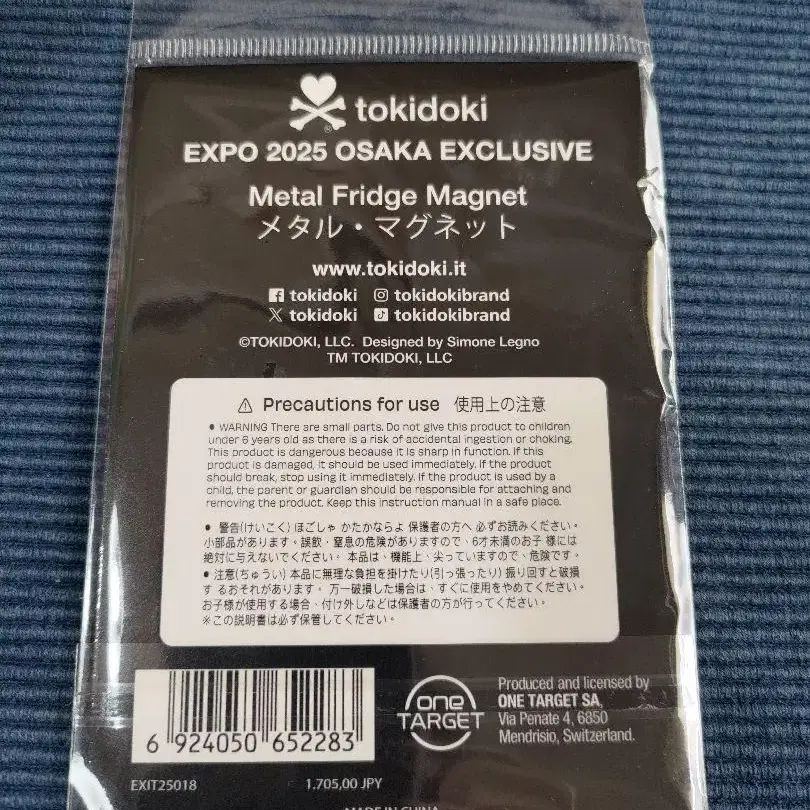 tokidoki
®
EXPO 2025 OSAKA EXCLUSIVE
Metal Fridge Magnet
メタル・マグネット
www.tokidoki.it
tokidoki tokidokibrand
tokidoki tokidokibrand
©TOKIDOKI, LLC. Designed by Simone Legno
TM TOKIDOKI, LLC
⚠ Precautions for use 使用上の注意
• WARNING There are small parts. Do not give this product to children
under 6 years old as there is a risk of accidental ingestion or choking.
This product is dangerous because it is sharp in function. If this
product is damaged, it should be used immediately. If the product
should break, stop using it immediately. If the product is used by a
child, the parent or guardian should be responsible for attaching and
removing the product. Keep this instruction manual in a safe place.
• 警告(けいこく) ほごしゃ かたかならよ 保護者の方へ 必ずお読みください。
小部品があります。誤飲・窒息の危険がありますので、6才未満のお子 様には
絶対に与えないでください。 本品は、機能上、尖っていますので、危険です。
• 注意(ちゅうい) 本品に無理な負担を掛けたり(引っ張ったり) 振り回すと破損
す るおそれがあります。 万一破損した場合は、すぐに使用をやめてください。
お子様が使用する場合、付け外しなどは保護者の方が行ってください。
※この説明書は必ず保管してください。
6 924050 652283
EXIT25018 1.705,00 JPY
one
TARGET
Produced and licensed by
ONE TARGET SA,
Via Penate 4, 6850
Mendrisio, Switzerland.
MADE IN CHINA